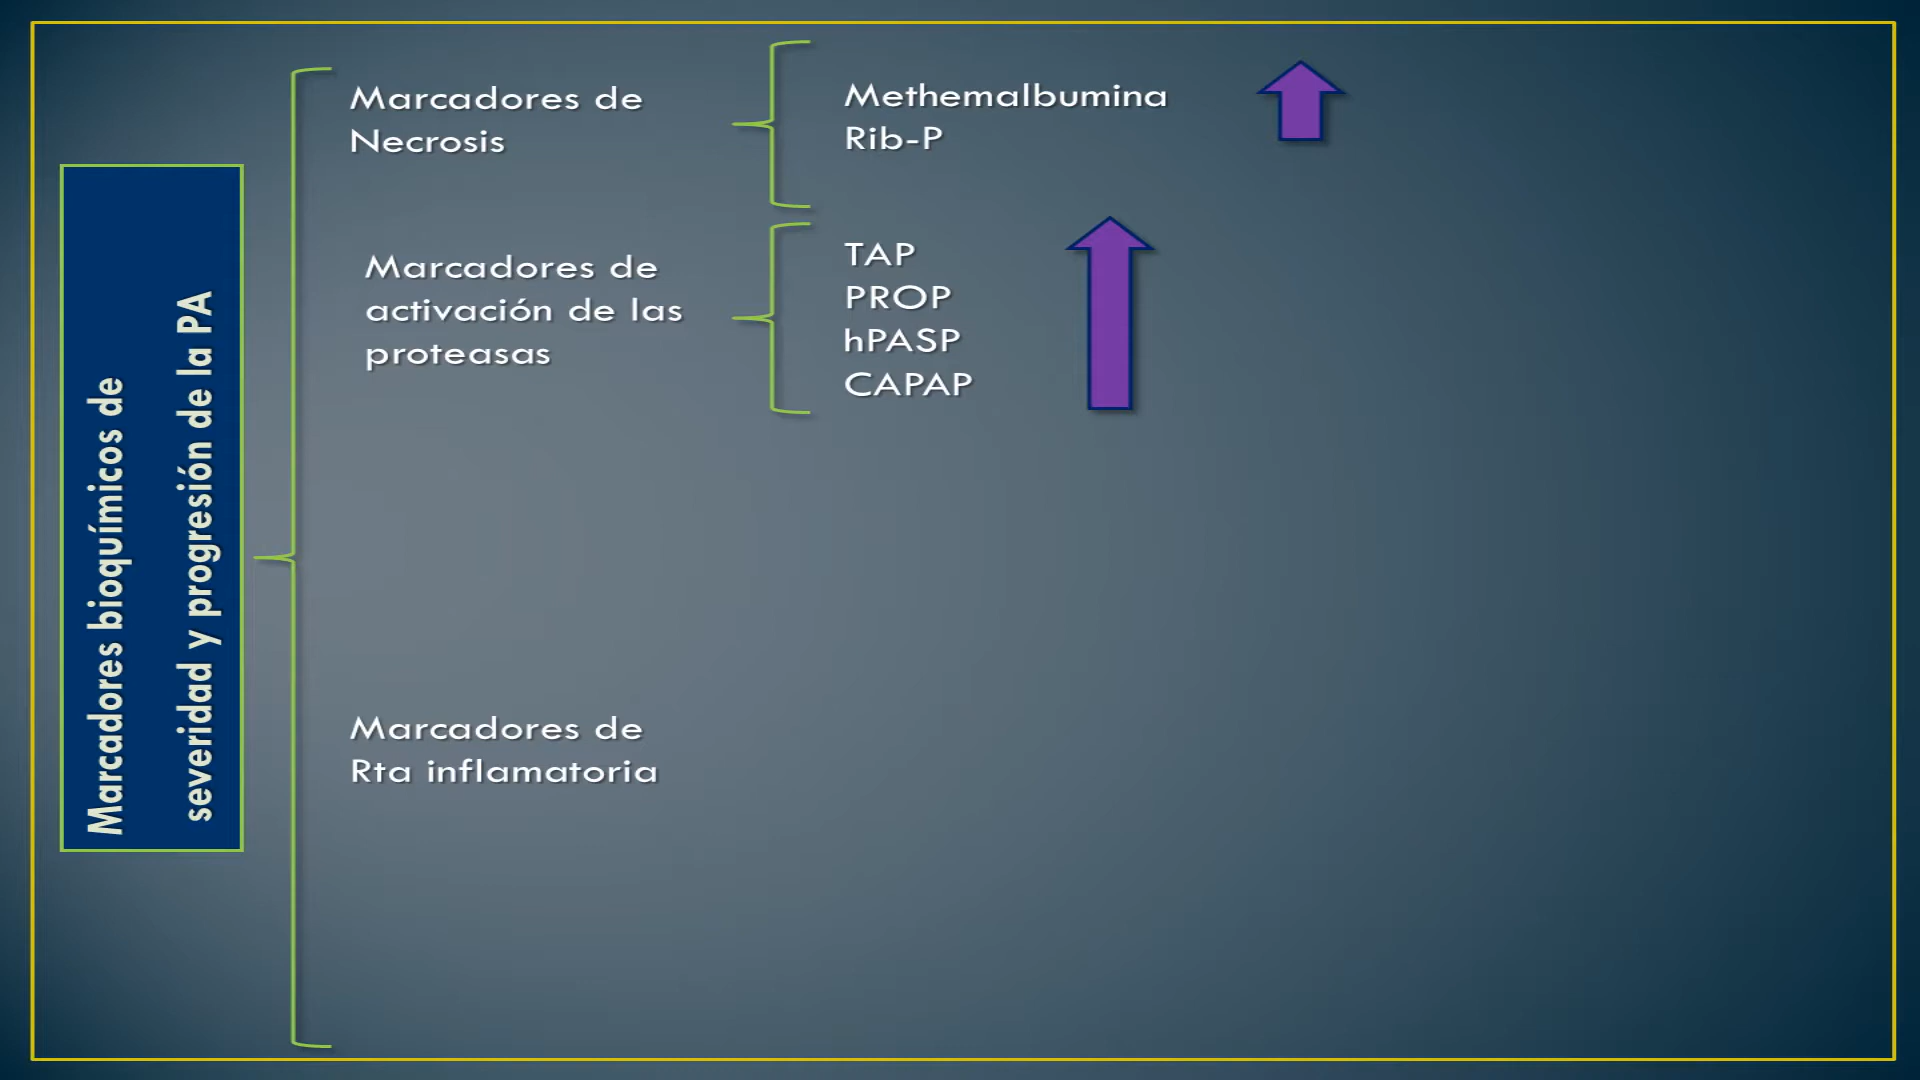 Marcadores bioquímicos de
severidad y progresión de la PA
Marcadores de
Necrosis
Methemalbumina
Rib-P
Marcadores de
activación de las
proteasas
TAP
PROP
hPASP
CAPAP
Marcadores de
Rta inflamatoria